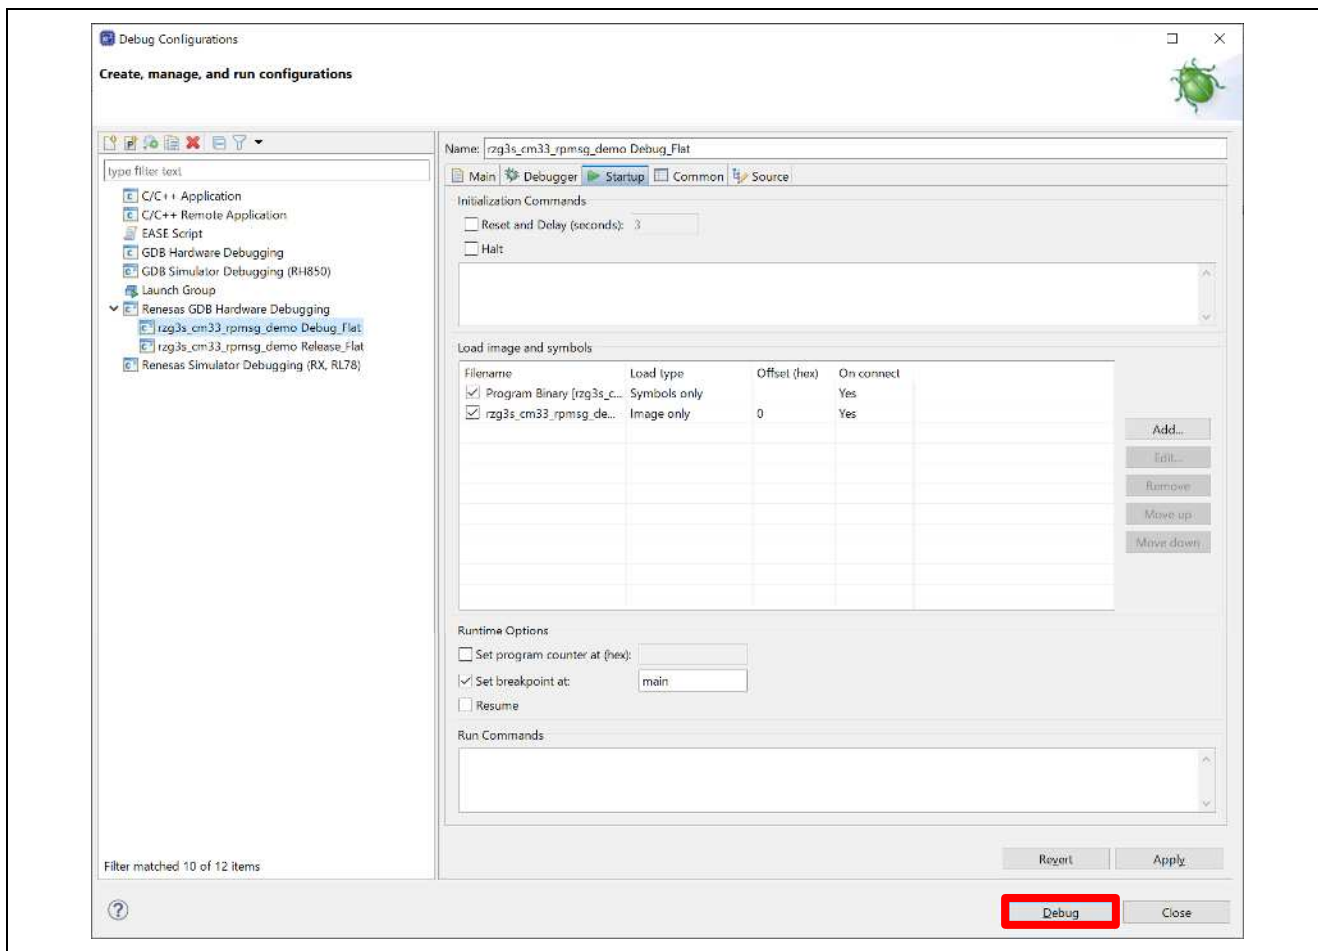 Debug Configurations
Create, manage, and run configurations
type filter text
C/C++ Application
C/C++ Remote Application
EASE Script
GDB Hardware Debugging
GDB Simulator Debugging (RH850)
Launch Group
Renesas GDB Hardware Debugging
rzg3s_cm33_rpmsg_demo Debug_Flat
rzg3s_cm33_rpmsg_demo Release_Flat
Renesas Simulator Debugging (RX, RL78)
Filter matched 10 of 12 items
Name: rzg3s_cm33_rpmsg_demo Debug_Flat
Main Debugger Startup Common Source
Initialization Commands
Reset and Delay (seconds): 3
Halt
Load image and symbols
Filename Load type Offset (hex) On connect
Program Binary [rzg3s_c... Symbols only Yes
rzg3s_cm33_rpmsg_de... Image only 0 Yes
Add...
Edit...
Remove
Move up
Move down
Runtime Options
Set program counter at (hex):
Set breakpoint at: main
Resume
Run Commands
Revert Apply
? Debug Close